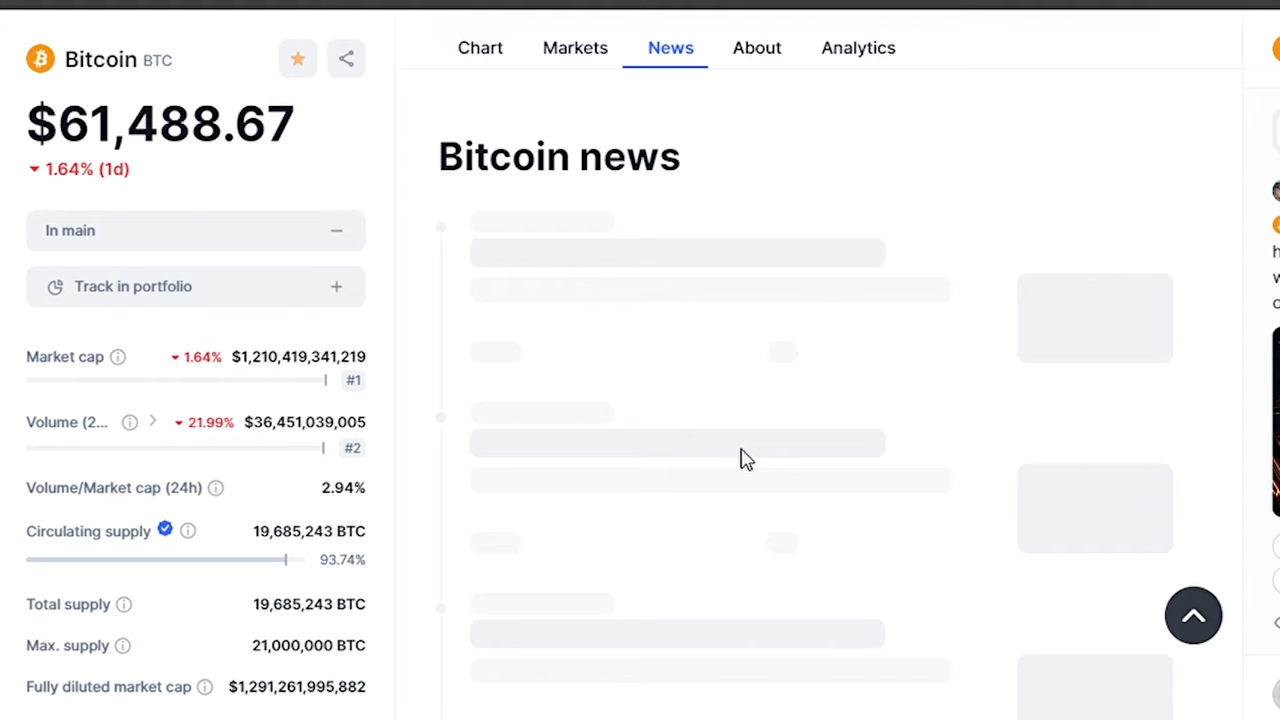 Bitcoin BTC
$61,488.67
1.64% (1d)
In main
Track in portfolio
Market cap 1.64% $1,210,419,341,219
#1
Volume (2... 21.99% $36,451,039,005
#2
Volume/Market cap (24h) 2.94%
Circulating supply 19,685,243 BTC
93.74%
Total supply 19,685,243 BTC
Max. supply 21,000,000 BTC
Fully diluted market cap $1,291,261,995,882
Chart Markets News About Analytics
Bitcoin news